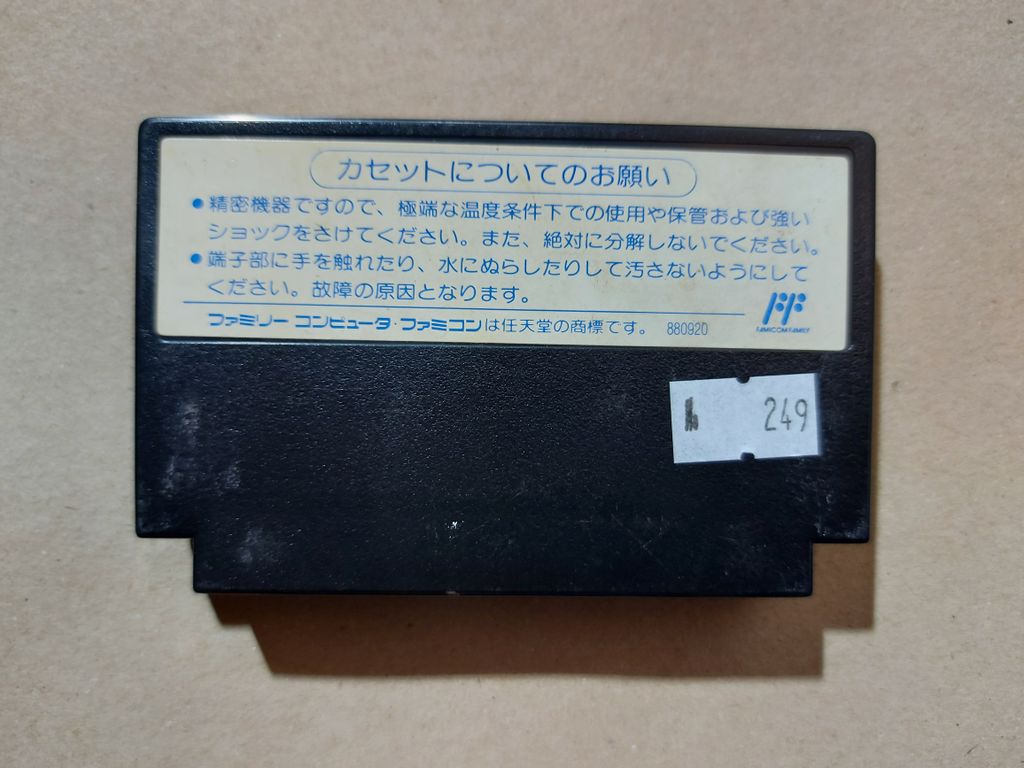 カセットについてのお願い
●精密機器ですので、極端な温度条件下での使用や保管および強い
ショックをさけてください。また、絶対に分解しないでください。
●端子部に手を触れたり、水にぬらしたりして汚さないようにして
ください。故障の原因となります。
ファミリーコンピュータ・ファミコンは任天堂の商標です。 880920
FF
FAMICOM FAMILY
249